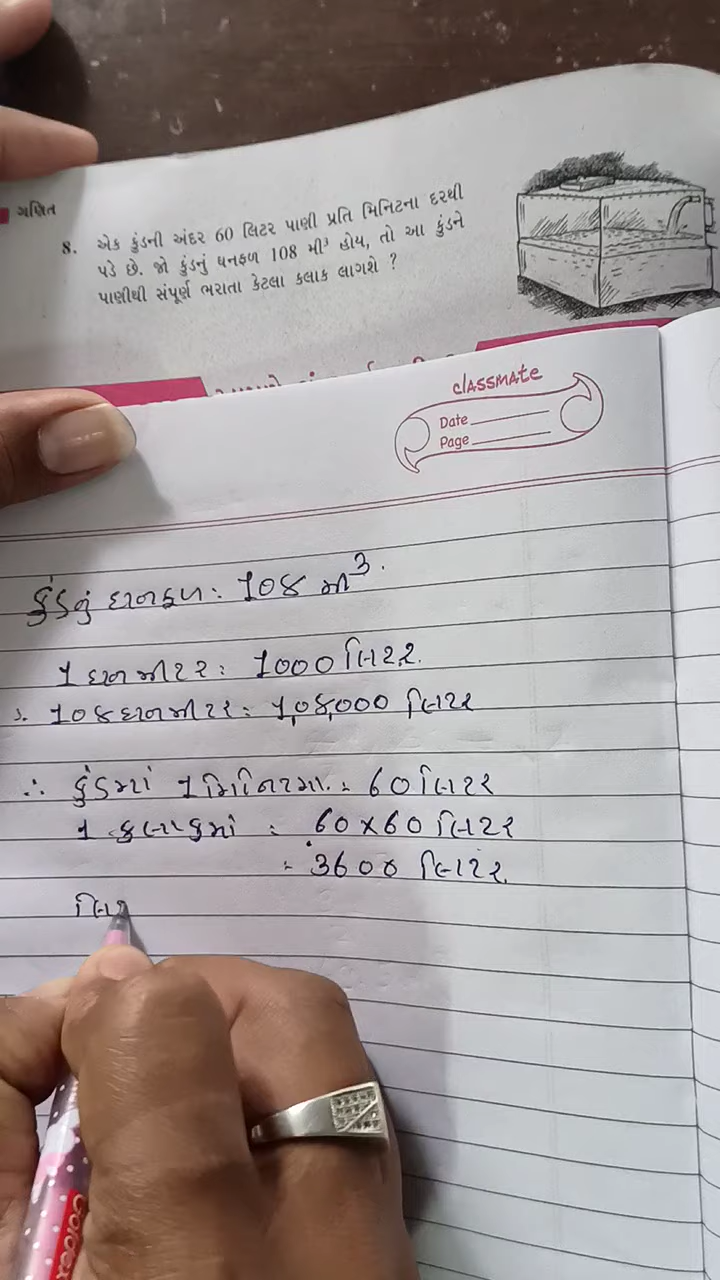 ગણિત
8. એક કુંડની અંદર 60 લિટર પાણી પ્રતિ મિનિટના દરથી
પડે છે. જો કુંડનું ઘનફળ 108 મી³ હોય, તો આ કુંડને
પાણીથી સંપૂર્ણ ભરાતા કેટલા કલાક લાગશે ?
classmate
Date
Page
કુંડનું ઘનફળ : 108 મી³.
1 ઘનમીટર : 1000 લિટર.
108 ઘનમીટર : 1,08,000 લિટર
∴ કુંડમાં 1 મિનિટમાં : 60 લિટર
1 કલાકમાં : 60 x 60 લિટર
: 3600 લિટર.